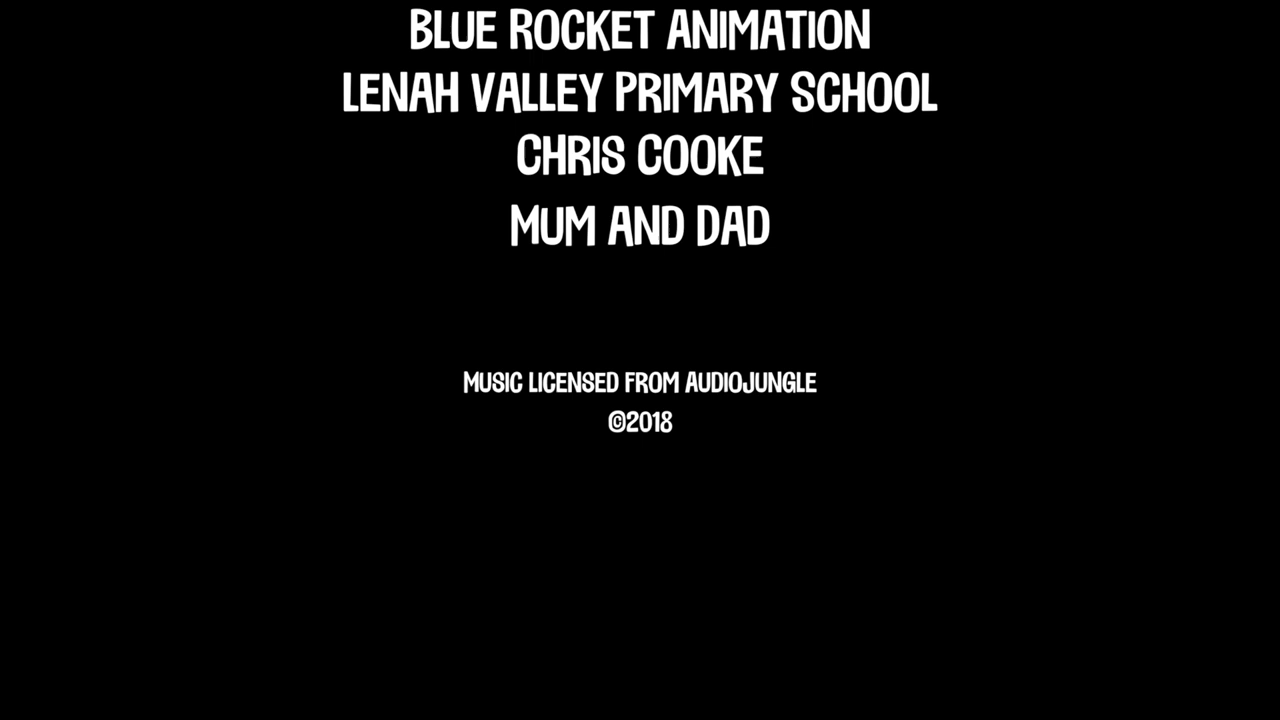 BLUE ROCKET ANIMATION
LENAH VALLEY PRIMARY SCHOOL
CHRIS COOKE
MUM AND DAD
MUSIC LICENSED FROM AUDIOJUNGLE
©2018